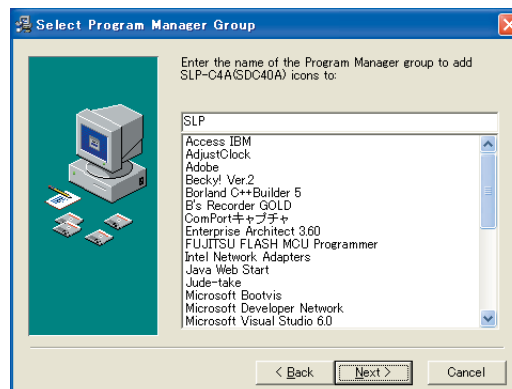 Select Program Manager Group
Enter the name of the Program Manager group to add
SLP-C4A(SDC40A) icons to:
SLP
Access IBM
AdjustClock
Adobe
Becky! Ver.2
Borland C++Builder 5
B's Recorder GOLD
ComPortキャプチャ
Enterprise Architect 3.60
FUJITSU FLASH MCU Programmer
Intel Network Adapters
Java Web Start
Jude-take
Microsoft Bootvis
Microsoft Developer Network
Microsoft Visual Studio 6.0
< Back
Next >
Cancel